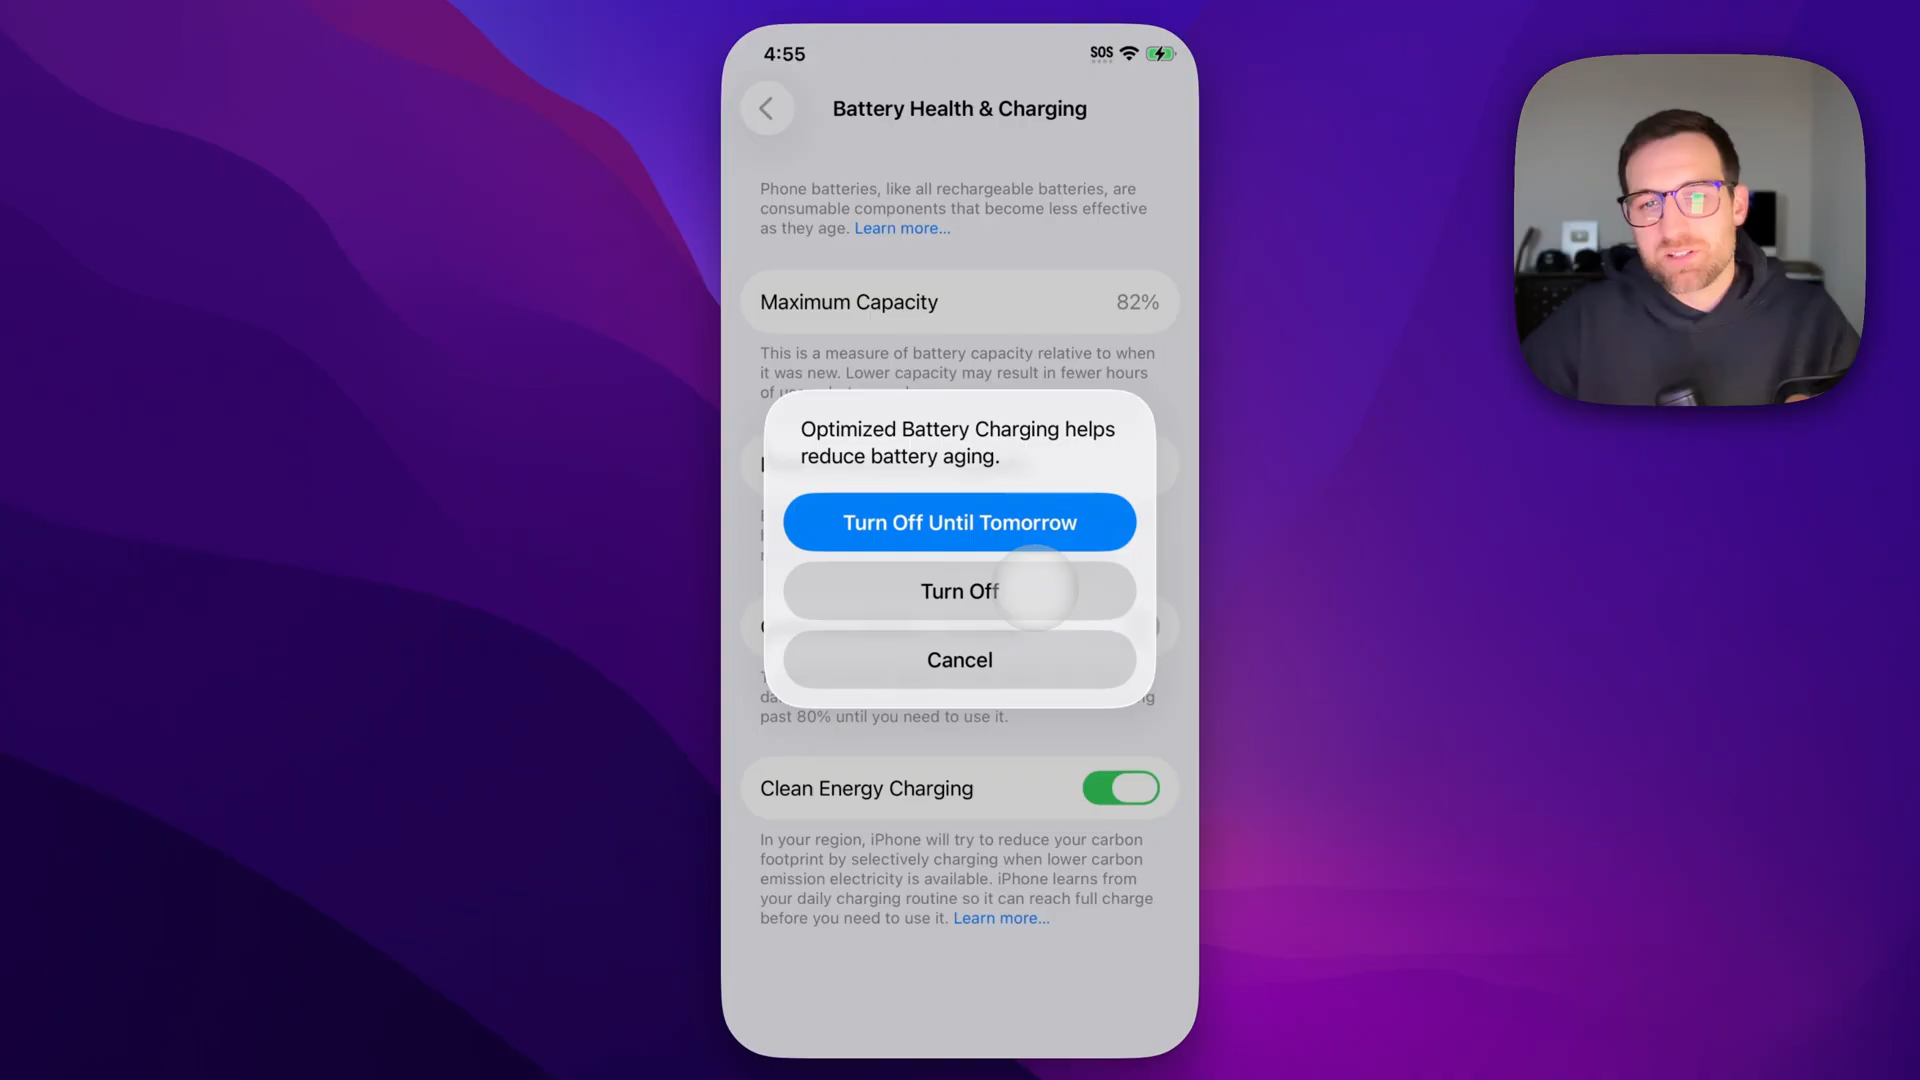 4:55
SOS
Battery Health & Charging
Phone batteries, like all rechargeable batteries, are
consumable components that become less effective
as they age. Learn more...
Maximum Capacity 82%
This is a measure of battery capacity relative to when
it was new. Lower capacity may result in fewer hours
of
Optimized Battery Charging helps
reduce battery aging.
Turn Off Until Tomorrow
Turn Off
Cancel
past 80% until you need to use it.
Clean Energy Charging
In your region, iPhone will try to reduce your carbon
footprint by selectively charging when lower carbon
emission electricity is available. iPhone learns from
your daily charging routine so it can reach full charge
before you need to use it. Learn more...